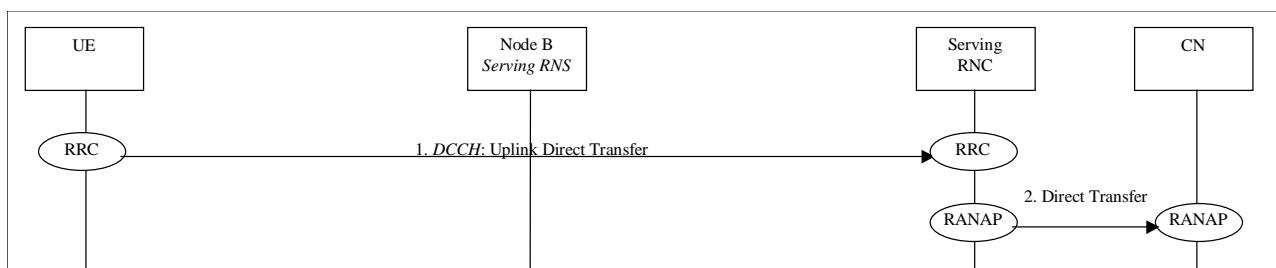 UE
Node B
Serving RNS
Serving
RNC
CN
RRC
1. DCCH: Uplink Direct Transfer
RRC
2. Direct Transfer
RANAP
RANAP